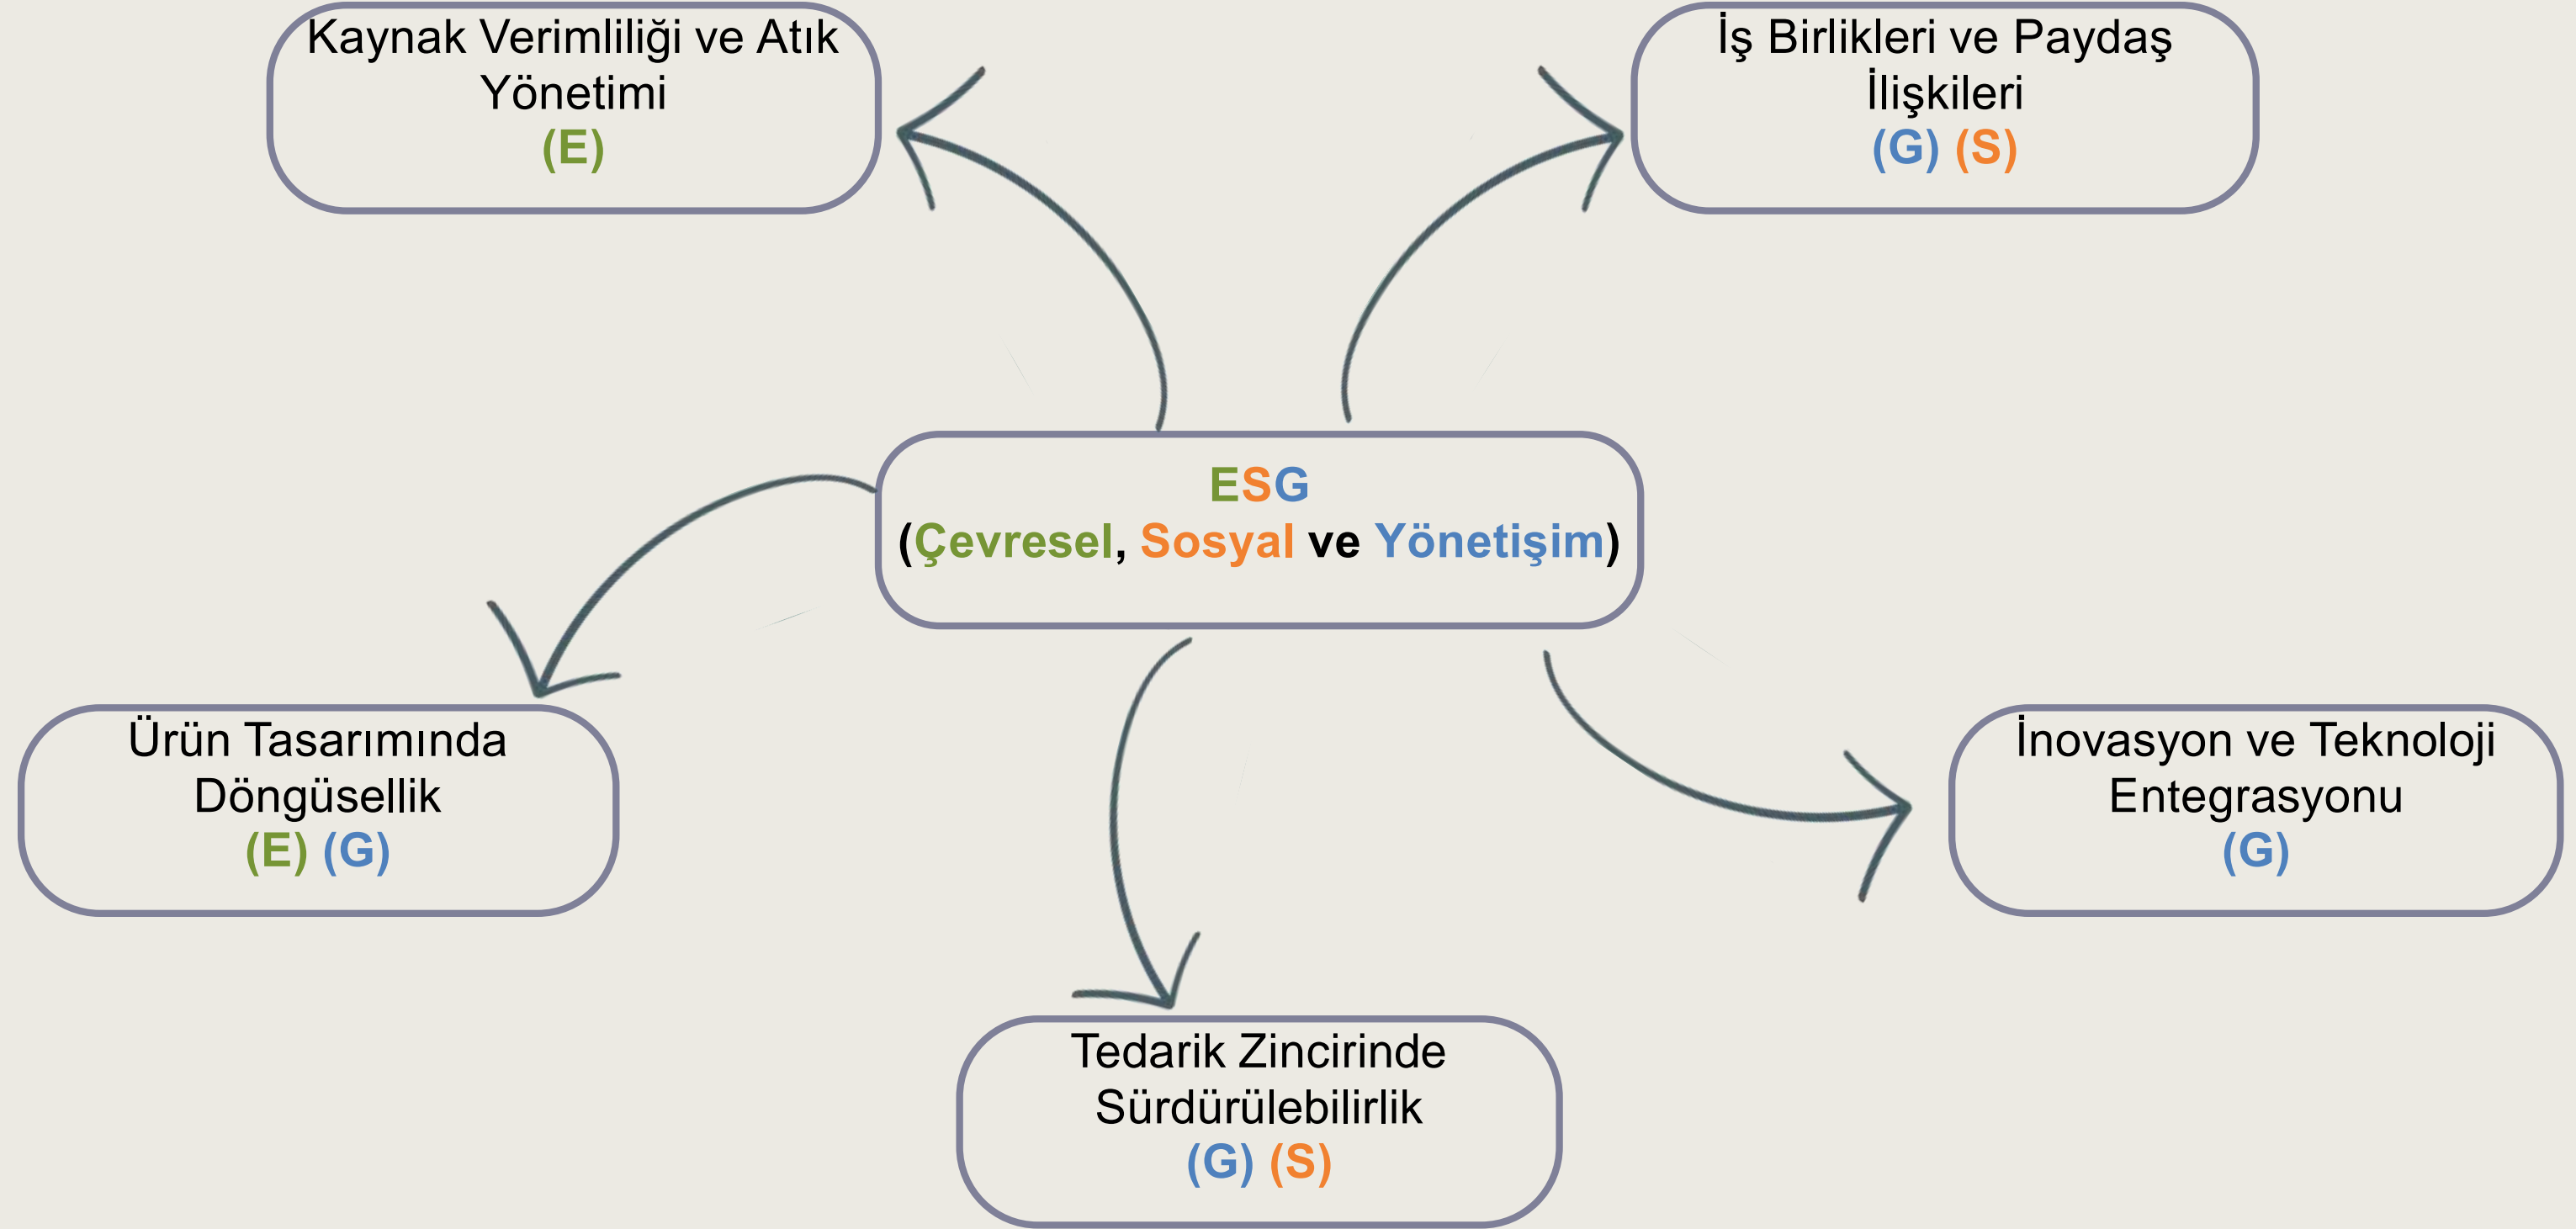 Kaynak Verimliliği ve Atık
Yönetimi
(E)
İş Birlikleri ve Paydaş
İlişkileri
(G) (S)
ESG
(Çevresel, Sosyal ve Yönetişim)
Ürün Tasarımında
Döngüsellik
(E) (G)
İnovasyon ve Teknoloji
Entegrasyonu
(G)
Tedarik Zincirinde
Sürdürülebilirlik
(G) (S)